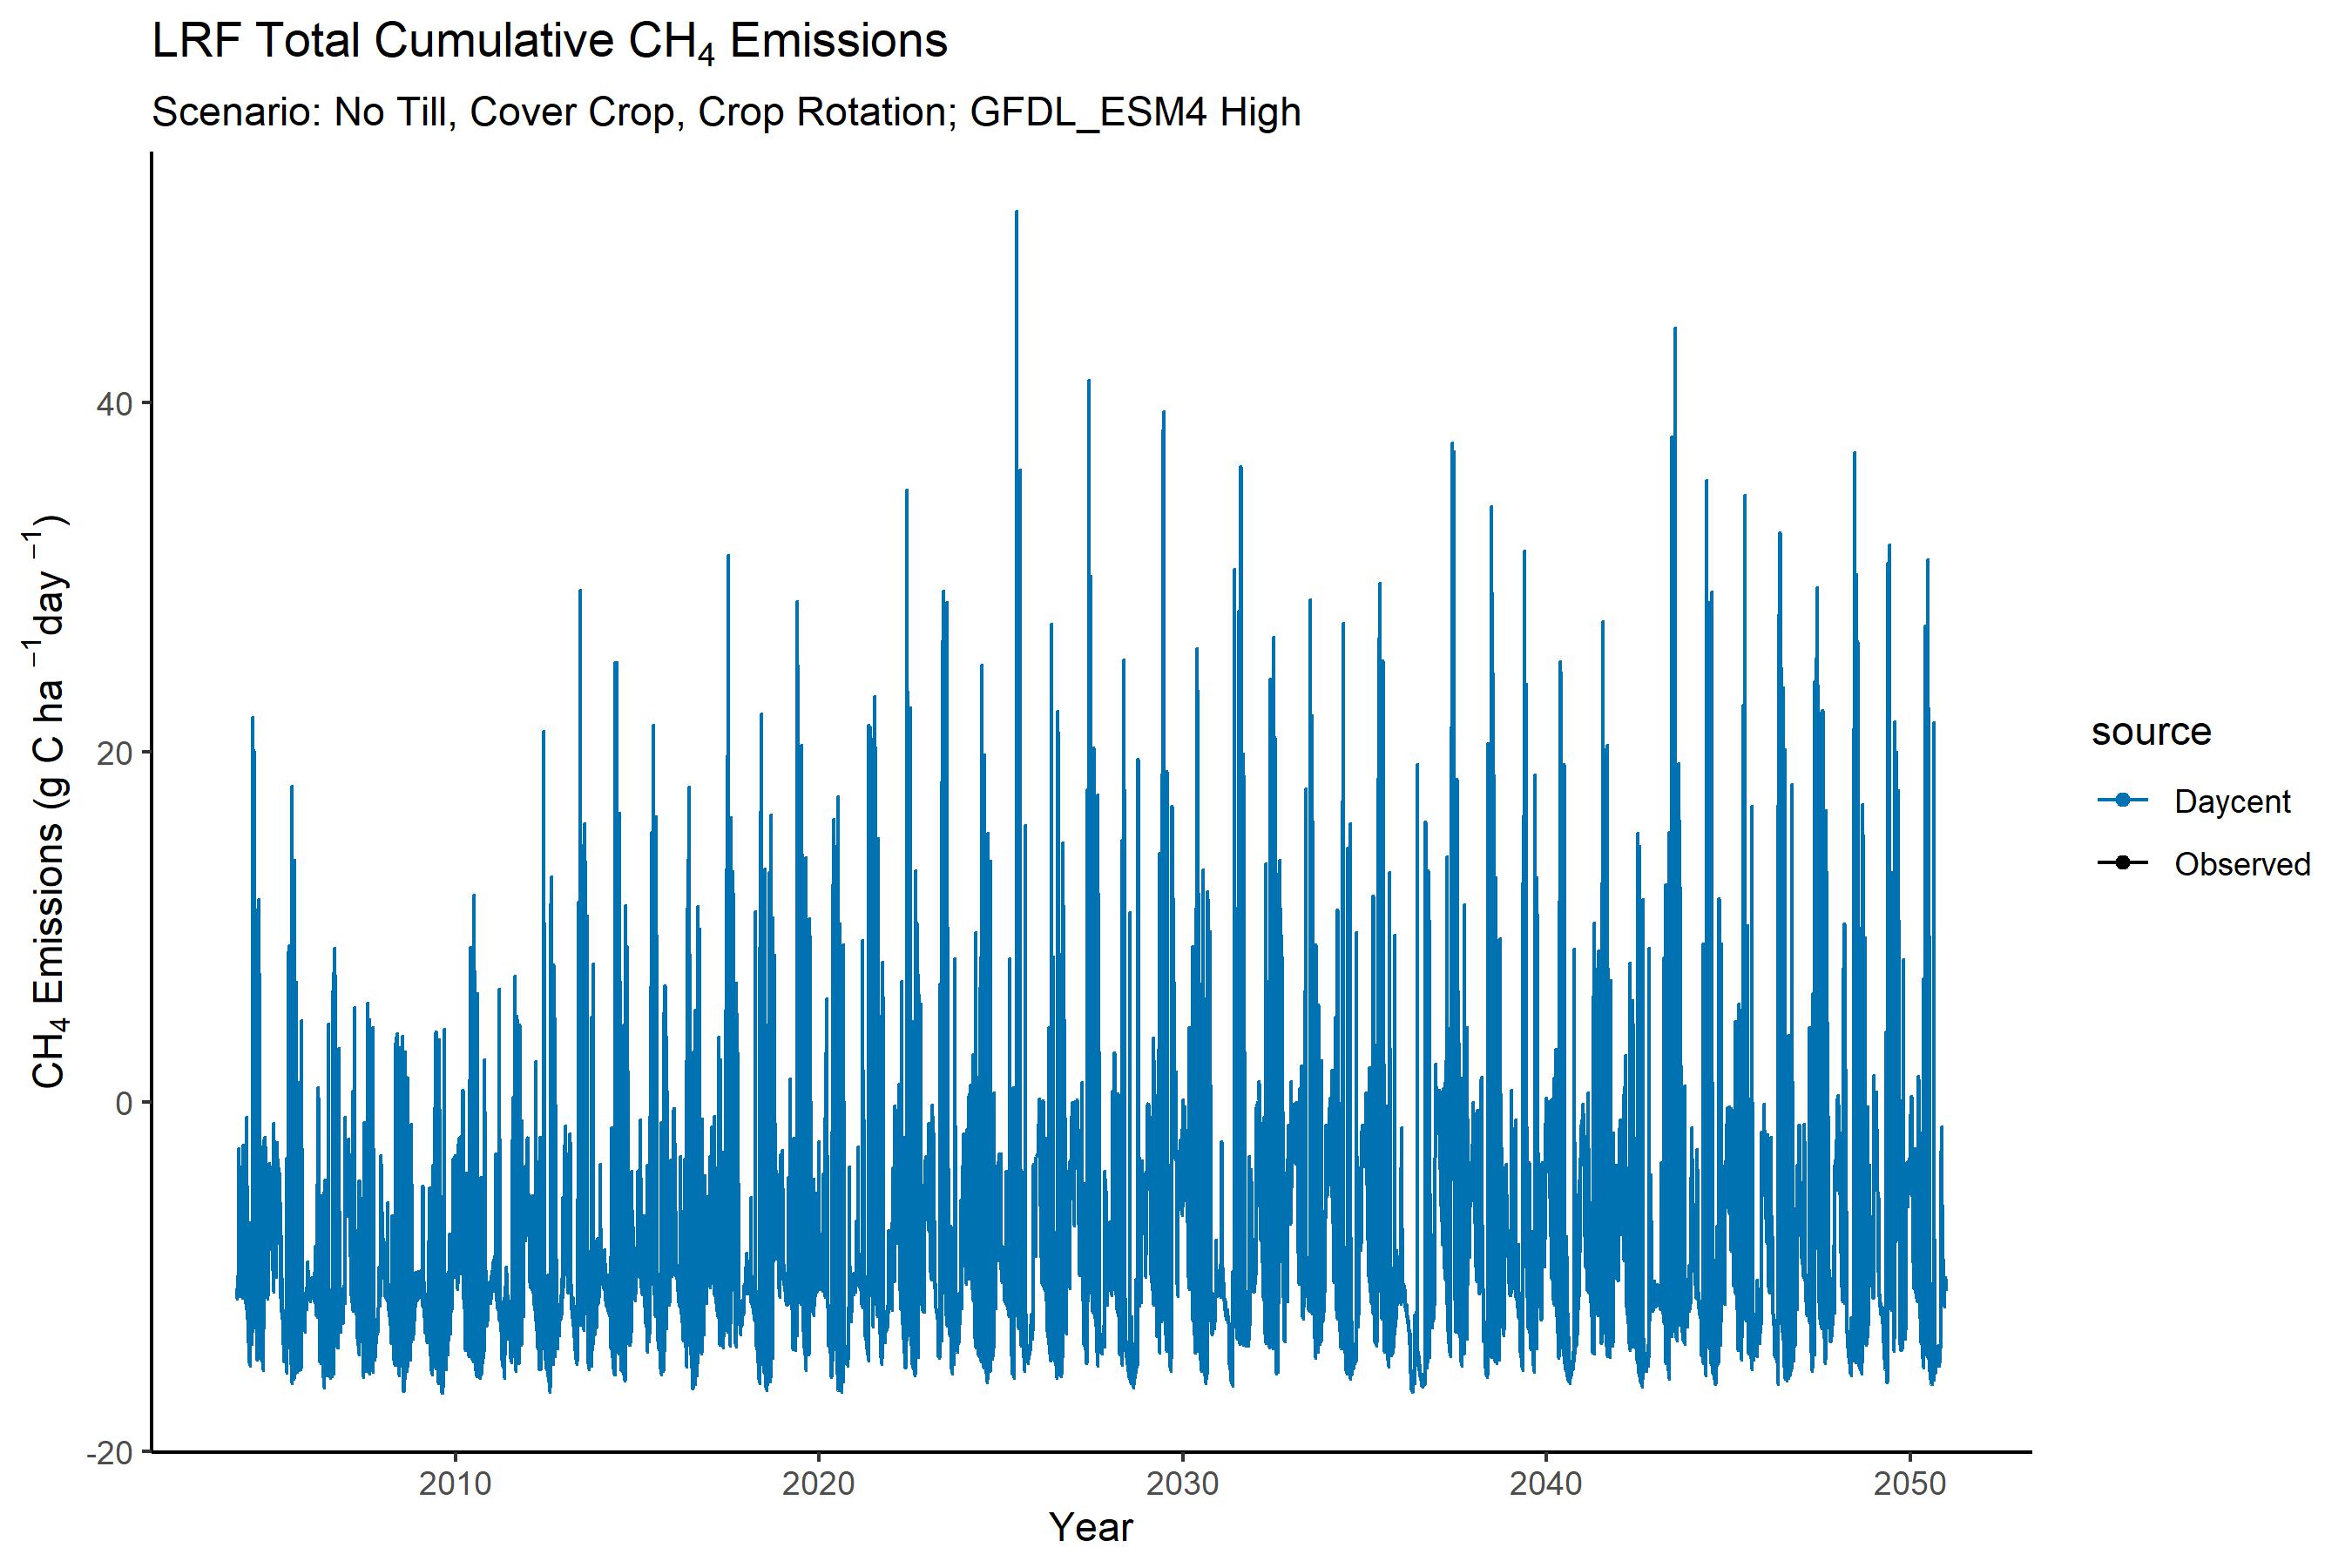 LRF Total Cumulative CH₄ Emissions
Scenario: No Till, Cover Crop, Crop Rotation; GFDL_ESM4 High
CH₄ Emissions (g C ha ⁻¹day ⁻¹)
40
20
0
-20
2010 2020 2030 2040 2050
Year
source
Daycent
Observed